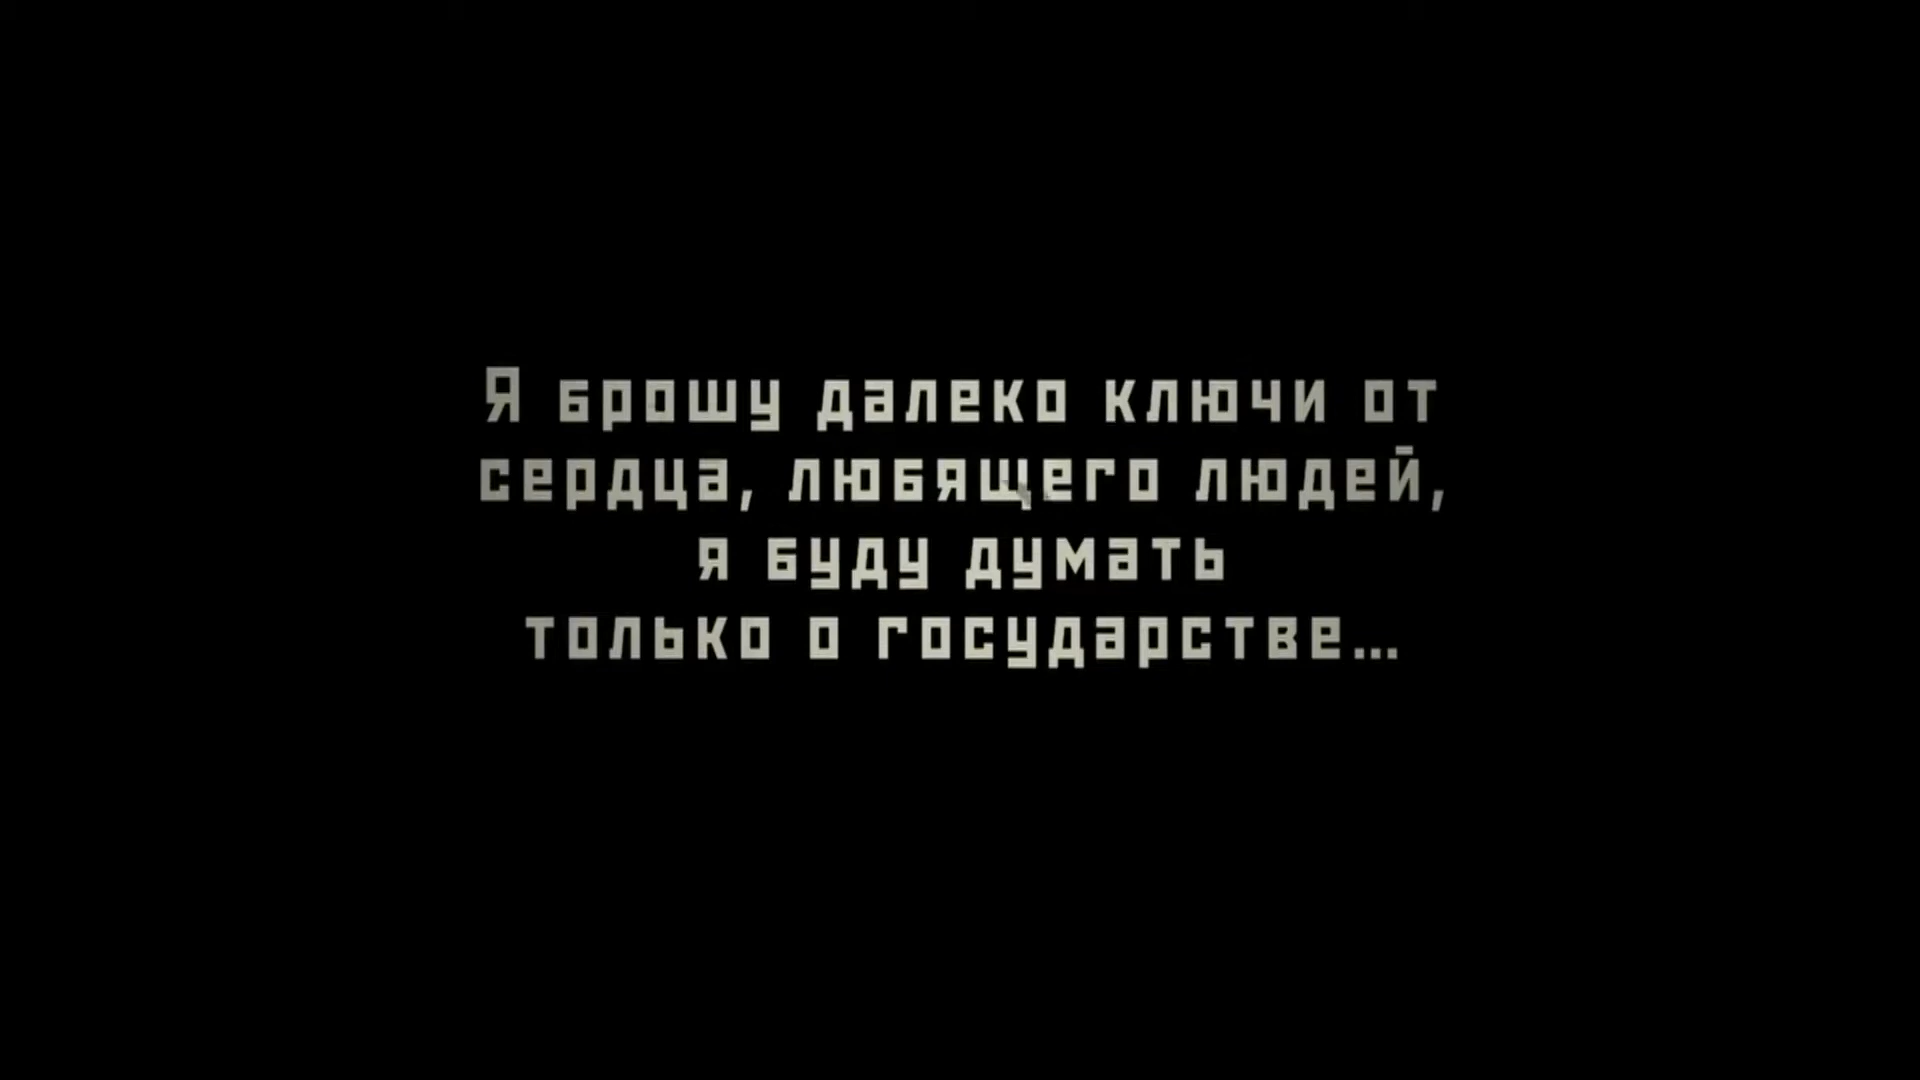 Я брошу далеко ключи от
сердца, любящего людей,
я буду думать
только о государстве...